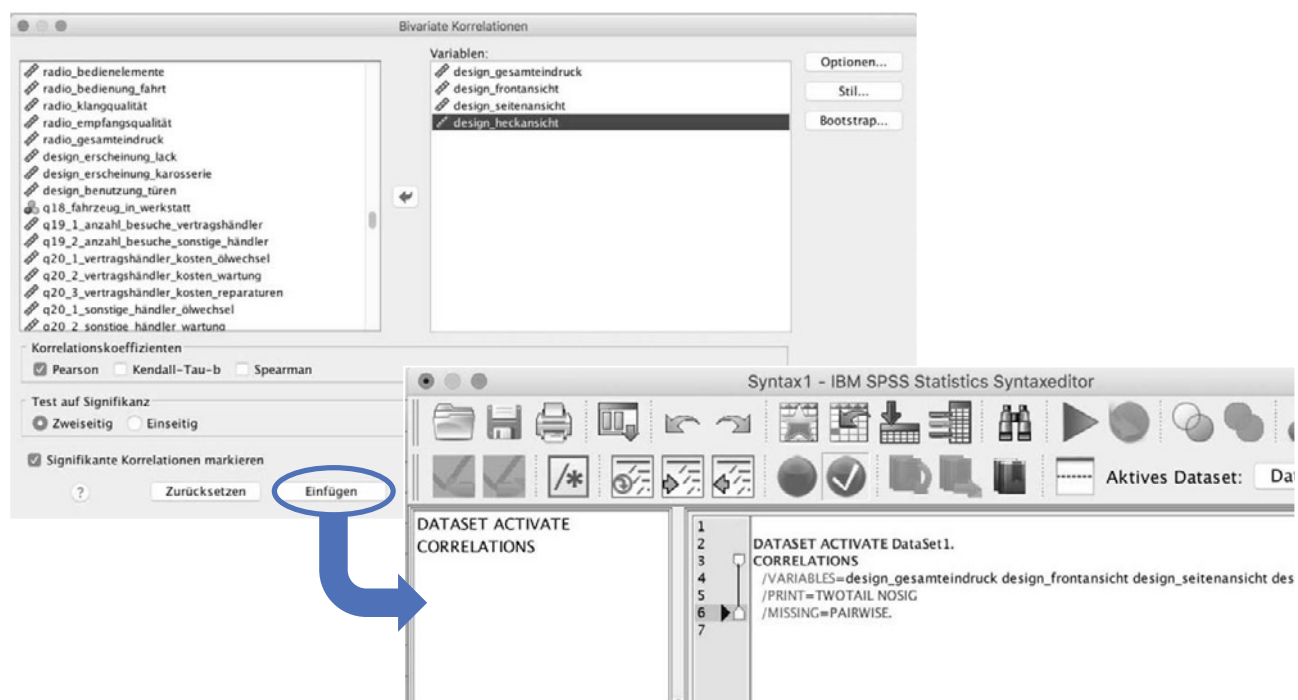 Bivariate Korrelationen
radio_bedienelemente
radio_bedienung_fahrt
radio_klangqualität
radio_empfangsqualität
radio_gesamteindruck
design_erscheinung_lack
design_erscheinung_karosserie
design_benutzung_türen
q18_fahrzeug_in_werkstatt
q19_1_anzahl_besuche_vertragshändler
q19_2_anzahl_besuche_sonstige_händler
q20_1_vertragshändler_kosten_ölwechsel
q20_2_vertragshändler_kosten_wartung
q20_3_vertragshändler_kosten_reparaturen
q20_1_sonstige_händler_ölwechsel
q20_2_sonstige_händler_wartung
Variablen:
design_gesamteindruck
design_frontansicht
design_seitenansicht
design_heckansicht
Optionen...
Stil...
Bootstrap...
Korrelationskoeffizienten
Pearson Kendall-Tau-b Spearman
Test auf Signifikanz
Zweiseitig Einseitig
Signifikante Korrelationen markieren
? Zurücksetzen Einfügen
Syntax1 - IBM SPSS Statistics Syntaxeditor
/*
Aktives Dataset: Dat
DATASET ACTIVATE
CORRELATIONS
1
2 DATASET ACTIVATE DataSet1.
3 CORRELATIONS
4 /VARIABLES=design_gesamteindruck design_frontansicht design_seitenansicht des
5 /PRINT=TWOTAIL NOSIG
6 /MISSING=PAIRWISE.
7